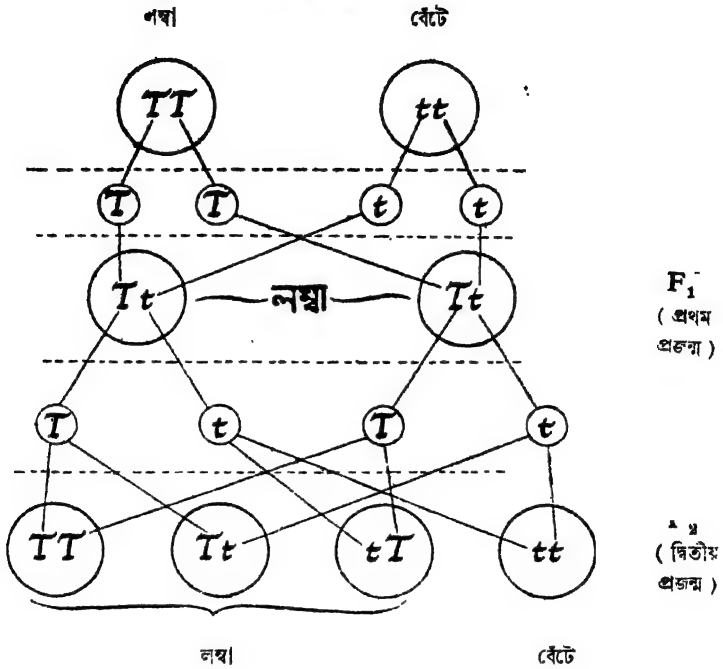 লম্বা বেঁটে
TT tt
T T t t
Tt লম্বা Tt
F₁
( প্রথম
প্রজন্ম )
T t T t
TT Tt tT tt
( দ্বিতীয়
প্রজন্ম )
লম্বা বেঁটে